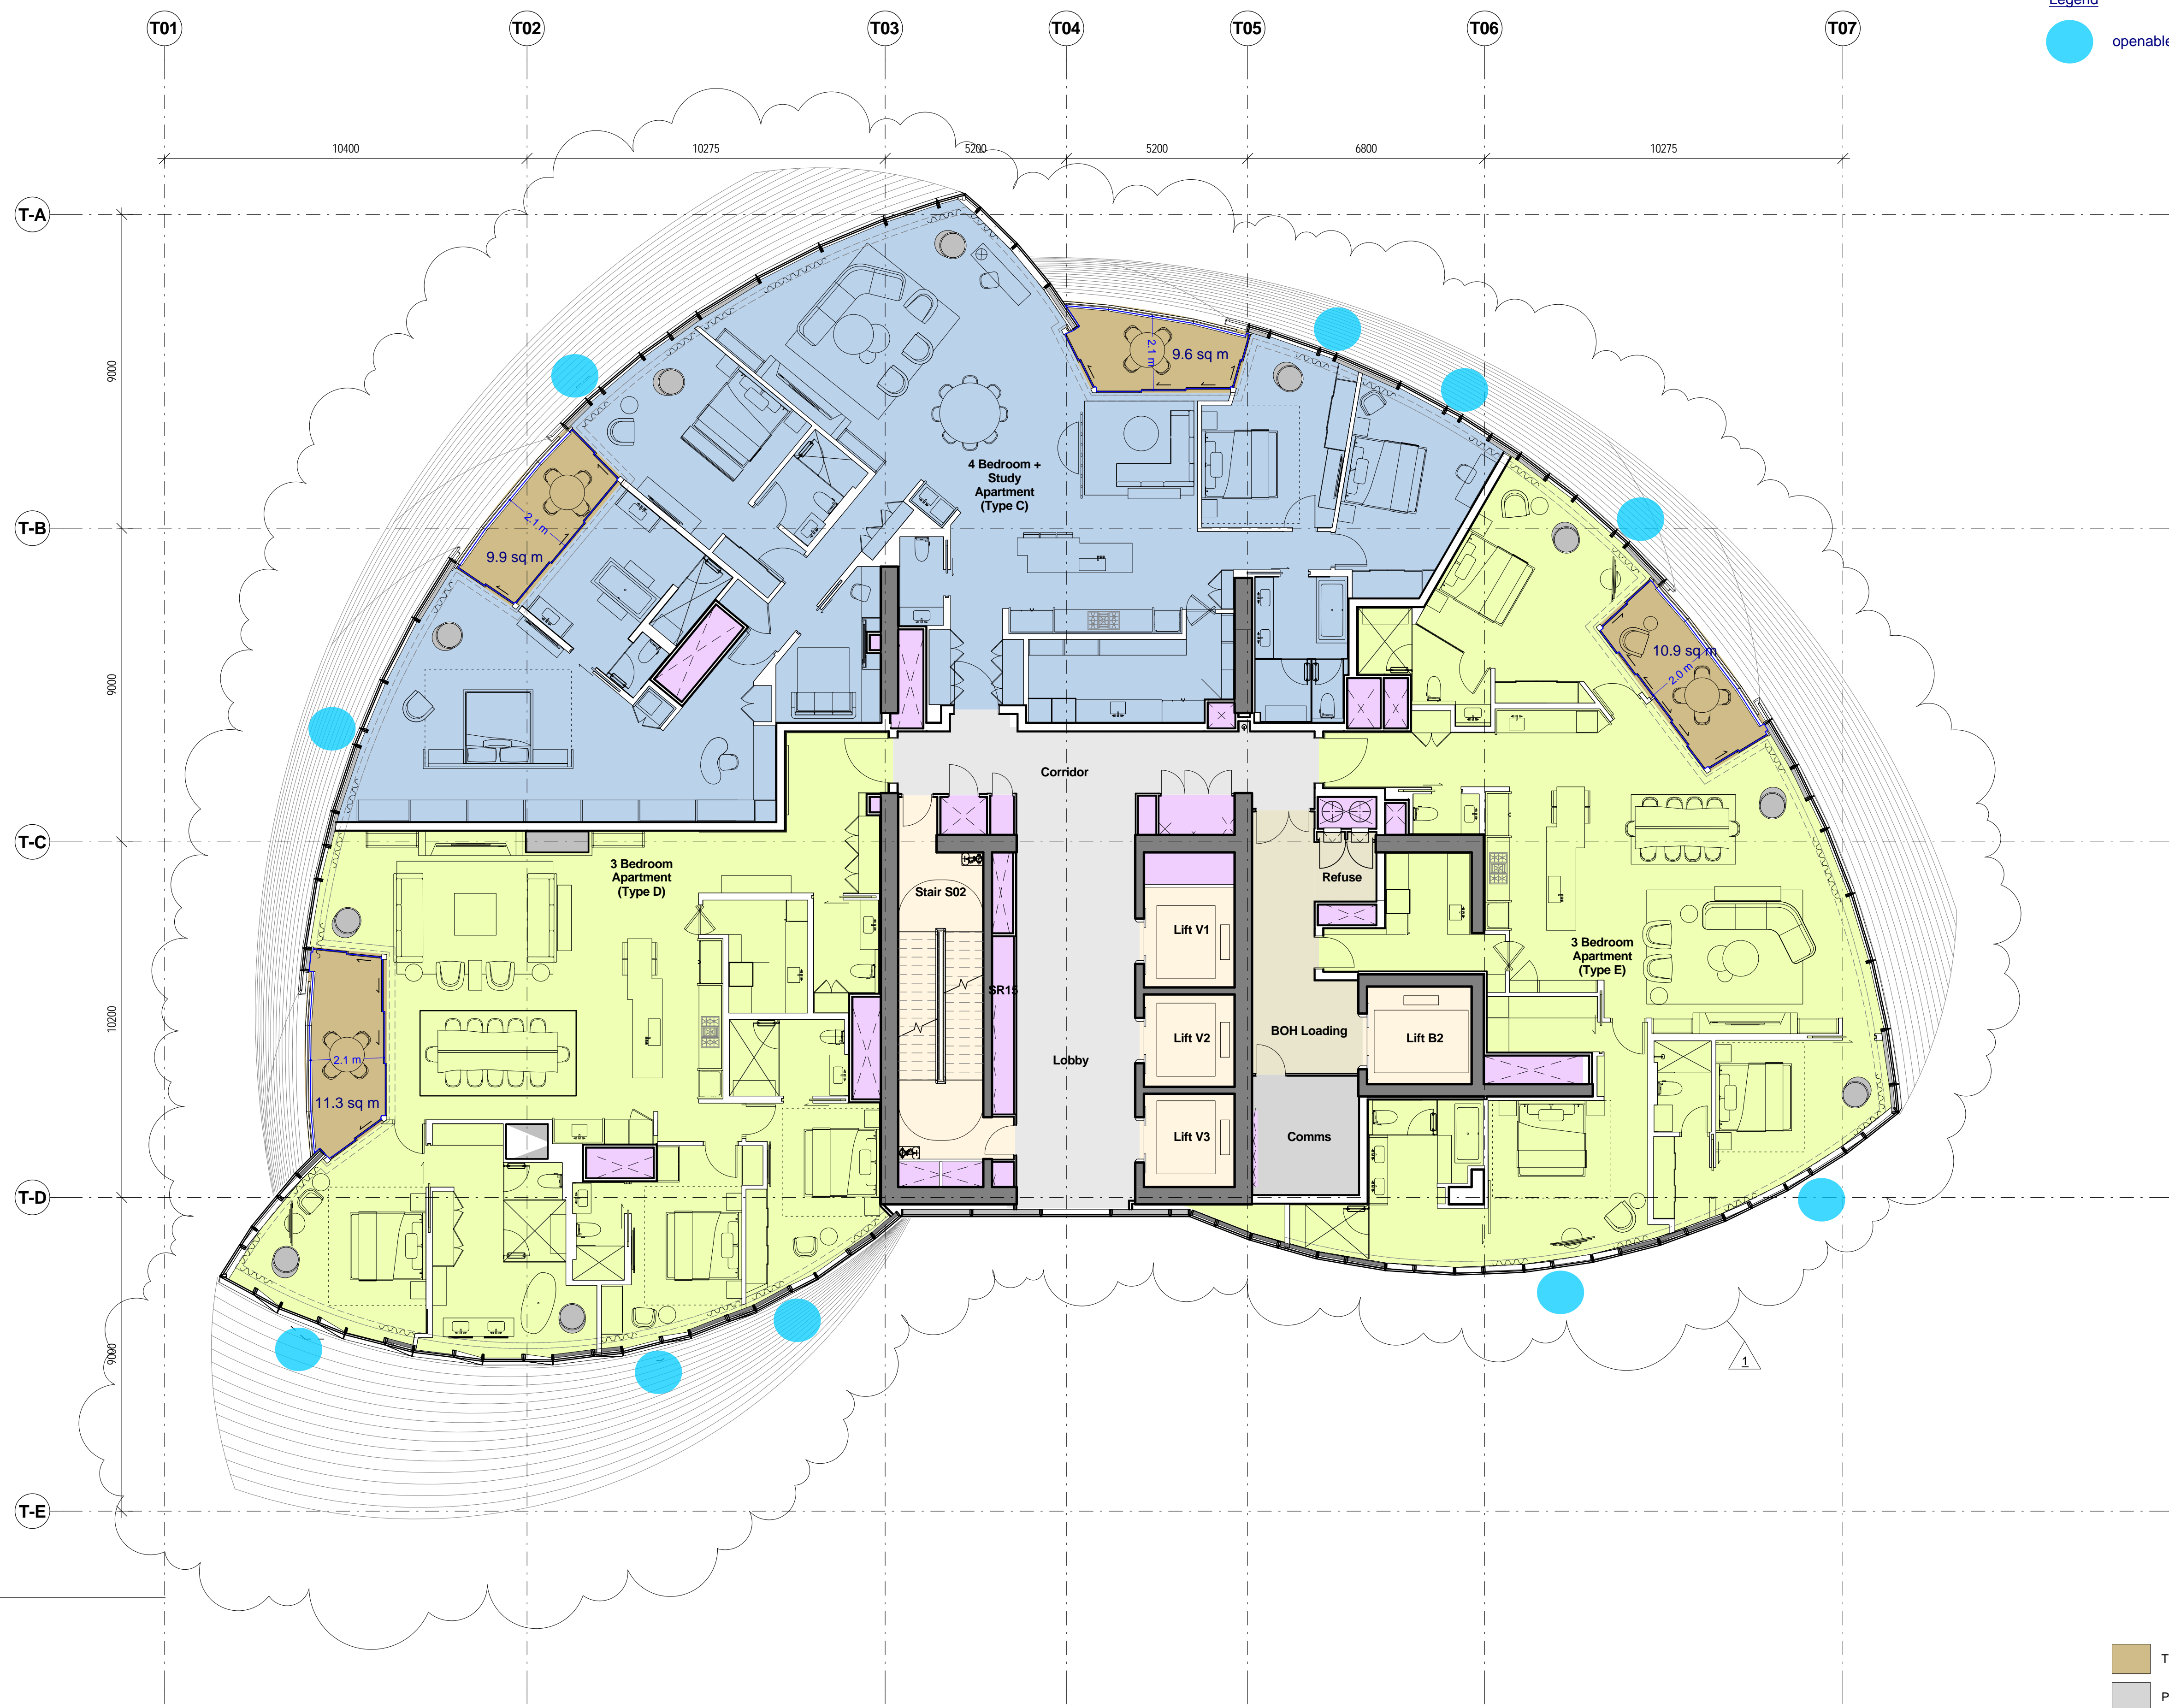 Legend
T01
T02
T03
T04
T05
T06
T07
openable
10400
10275
5200
5200
6800
10275
T-A
9000
2.1 m
9.6 sq m
4 Bedroom +
Study
Apartment
(Type C)
T-B
2.1 m
9.9 sq m
10.9 sq m
2.0 m
9000
Corridor
T-C
3 Bedroom
Apartment
(Type D)
Stair S02
Refuse
Lift V1
3 Bedroom
Apartment
(Type E)
SR15
10200
BOH Loading
Lift V2
Lift B2
Lobby
2.1 m
11.3 sq m
Lift V3
Comms
T-D
9090
1
T-E
T
P